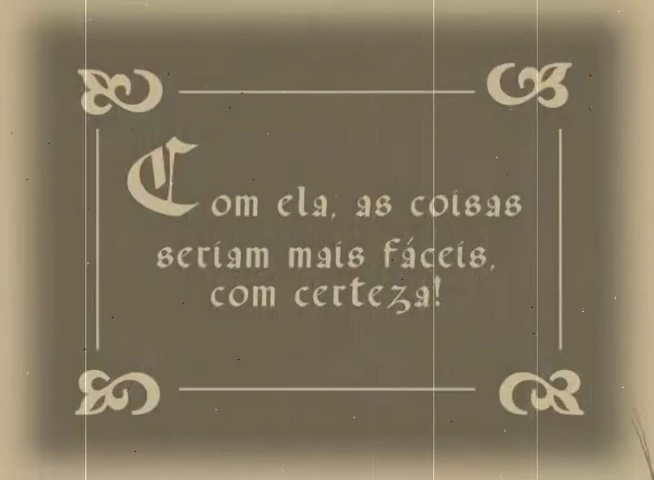 Com ela, as coisas
seriam mais fáceis,
com certeza!